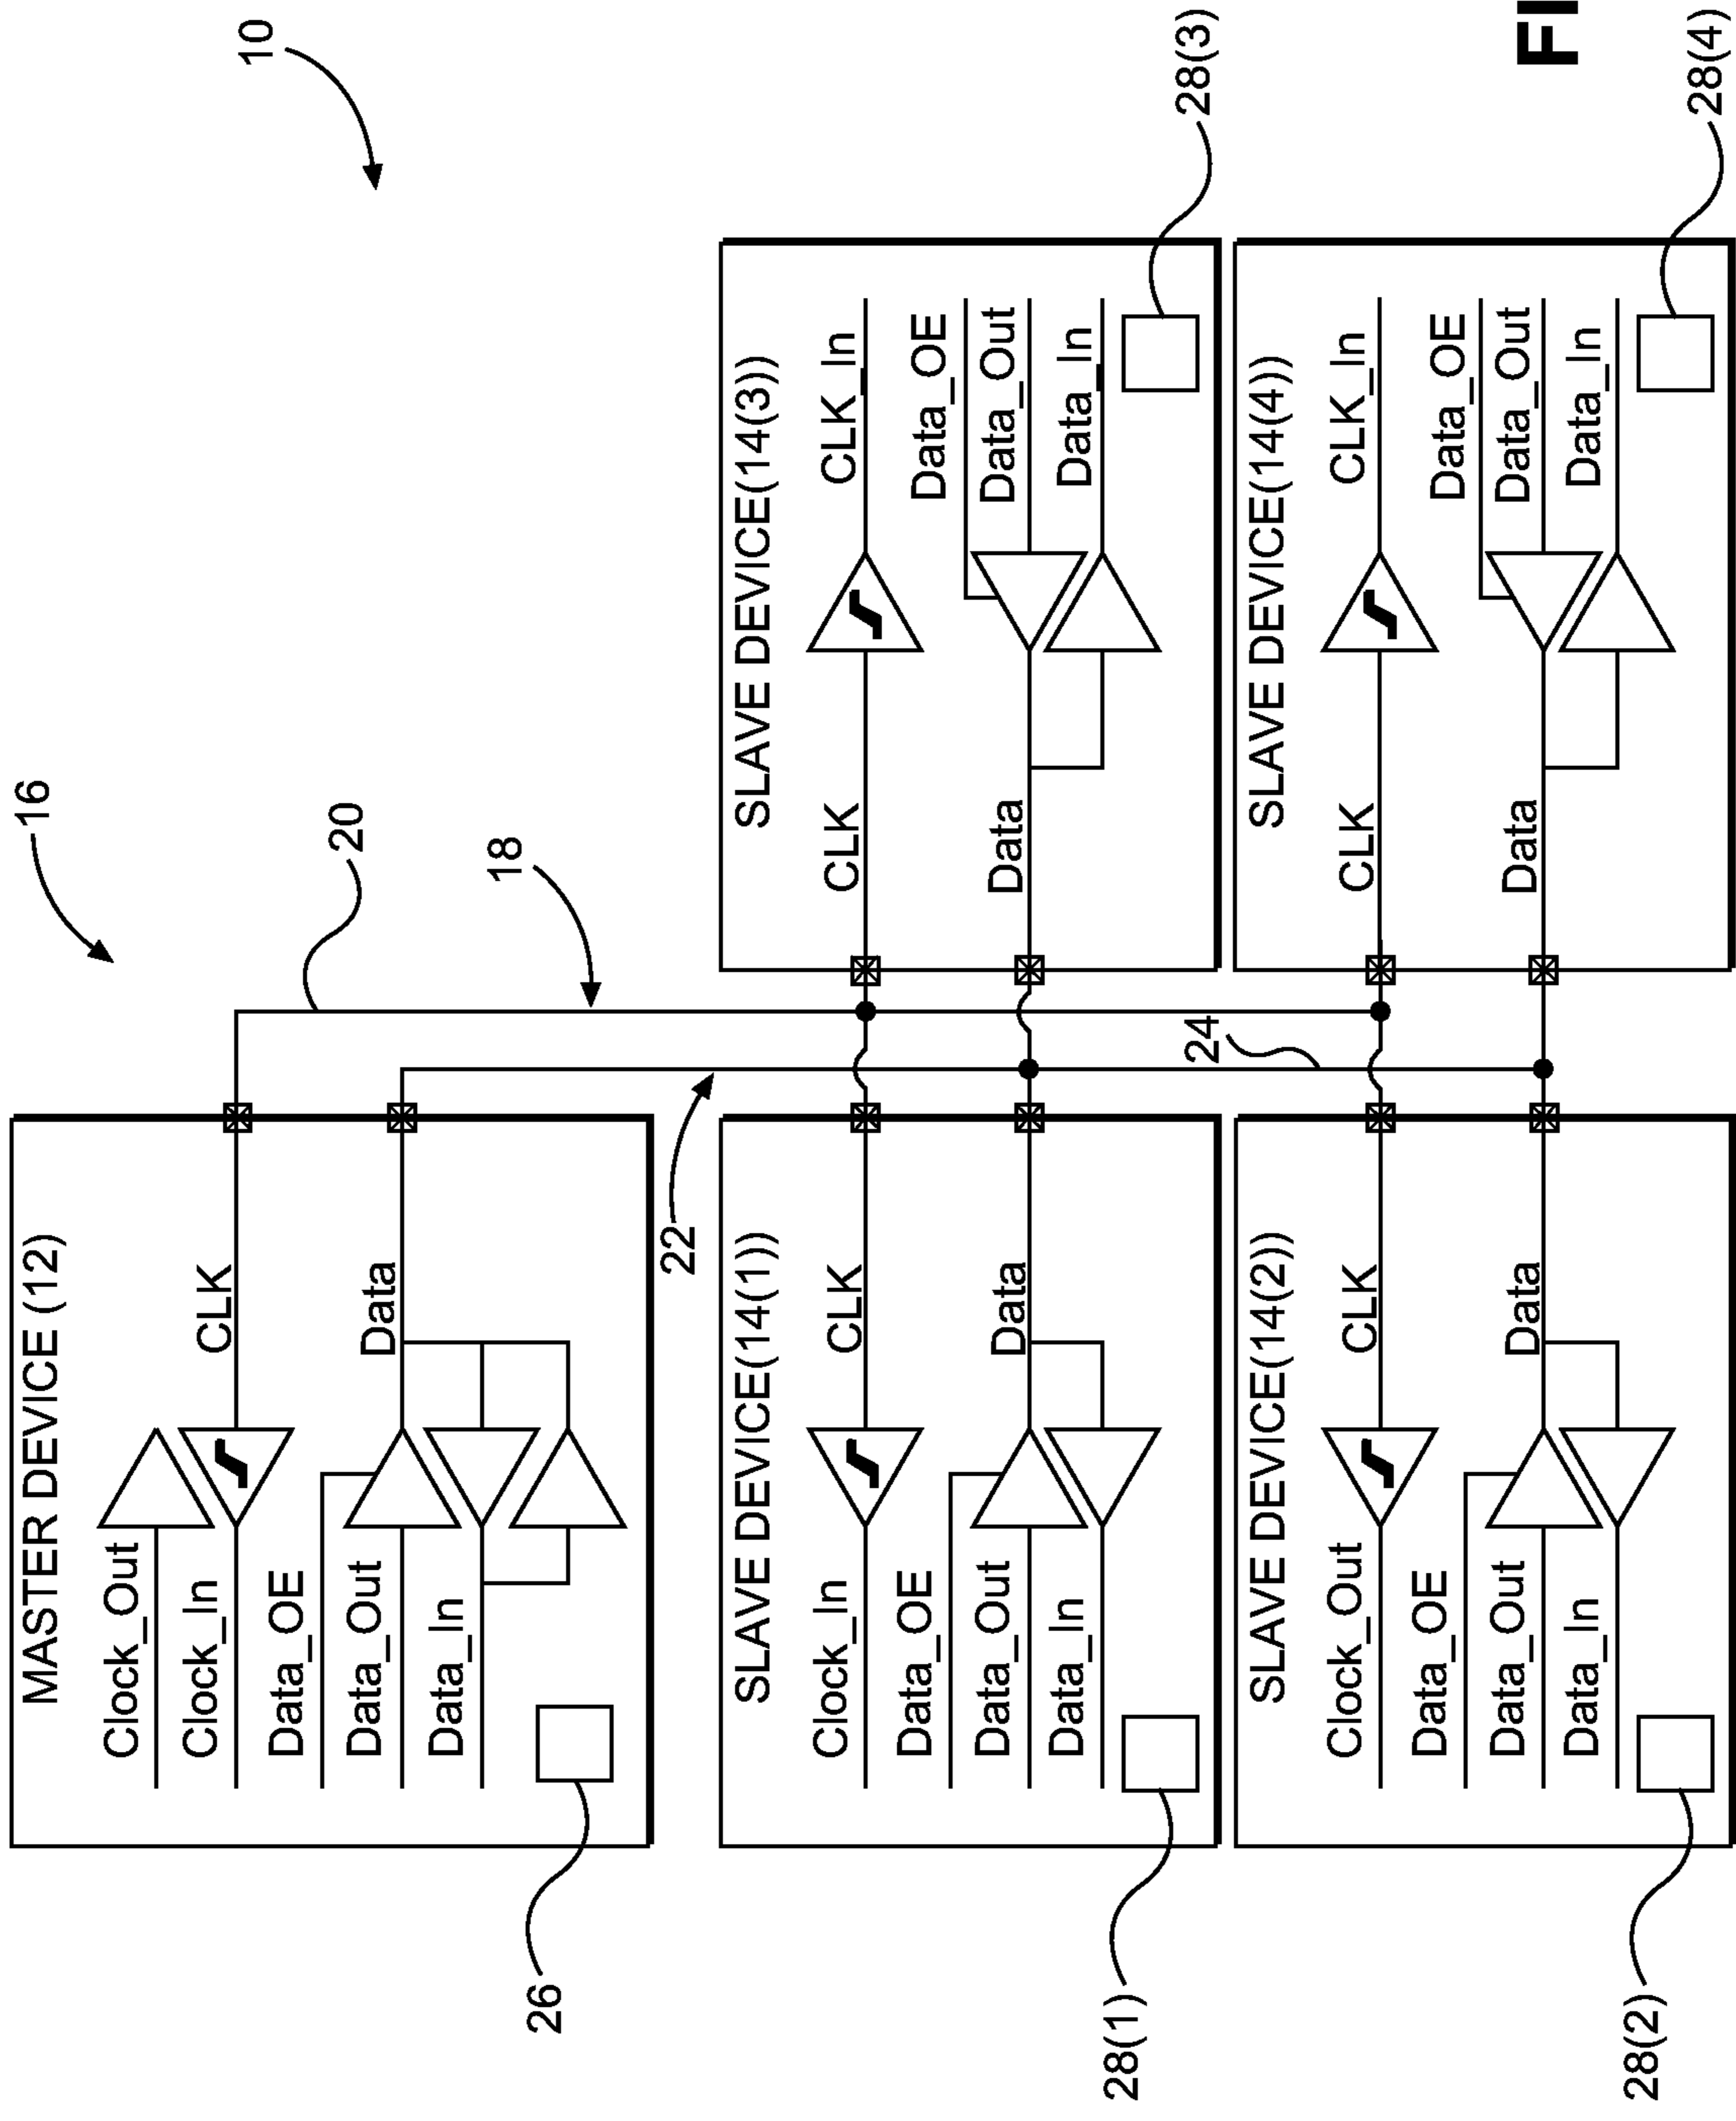 10
16
20
18
22
24
MASTER DEVICE (12)
Clock_Out
Clock_In
CLK
Data_OE
Data_Out
Data
Data_In
26
SLAVE DEVICE(14(1))
Clock_In
CLK
Data_OE
Data_Out
Data
Data_In
28(1)
SLAVE DEVICE(14(3))
CLK
CLK_In
Data_OE
Data
Data_Out
Data_In
28(3)
SLAVE DEVICE(14(2))
Clock_Out
CLK
Data_OE
Data_Out
Data
Data_In
28(2)
SLAVE DEVICE(14(4))
CLK
CLK_In
Data_OE
Data
Data_Out
Data_In
28(4)
FI